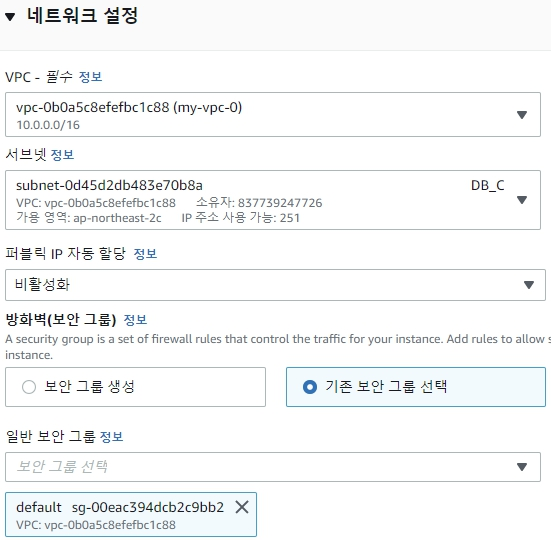 ▼ 네트워크 설정
VPC - 필수 정보
vpc-0b0a5c8efefbc1c88 (my-vpc-0)
10.0.0.0/16
서브넷 정보
subnet-0d45d2db483e70b8a DB_C
VPC: vpc-0b0a5c8efefbc1c88 소유자: 837739247726
가용 영역: ap-northeast-2c IP 주소 사용 가능: 251
퍼블릭 IP 자동 할당 정보
비활성화
방화벽(보안 그룹) 정보
A security group is a set of firewall rules that control the traffic for your instance. Add rules to allow s
instance.
보안 그룹 생성 기존 보안 그룹 선택
일반 보안 그룹 정보
보안 그룹 선택
default sg-00eac394dcb2c9bb2
VPC: vpc-0b0a5c8efefbc1c88